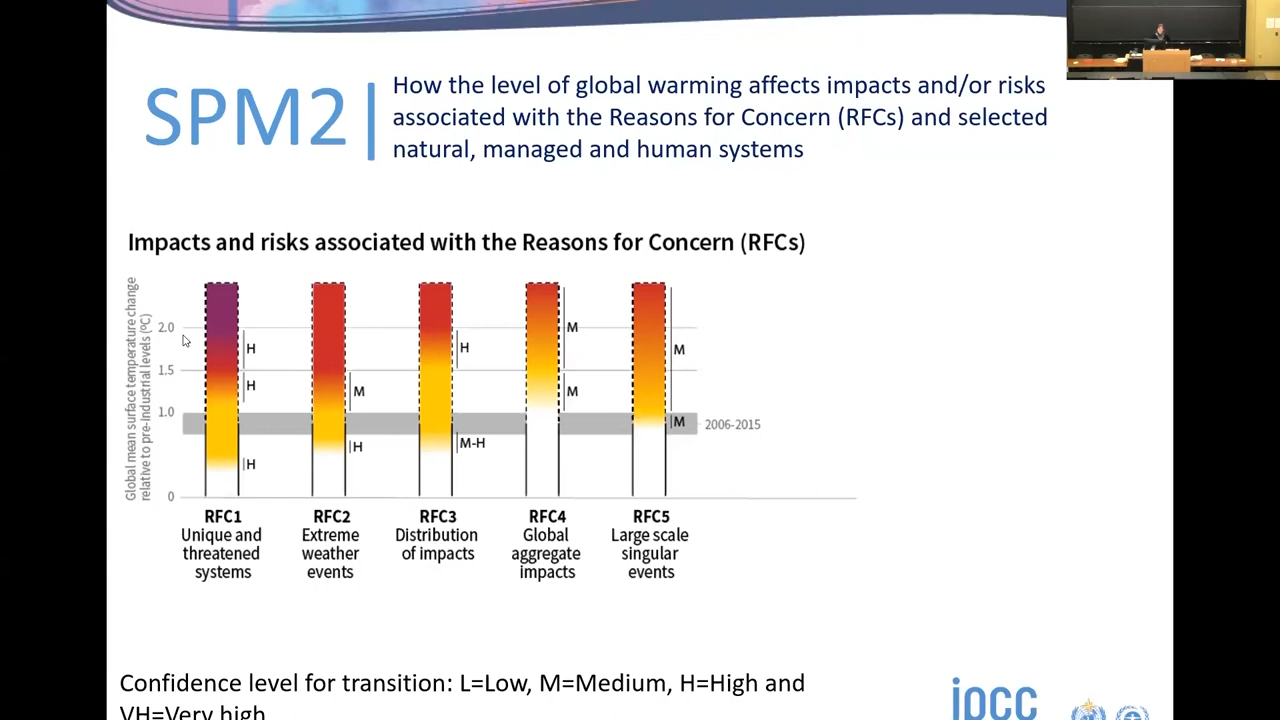 SPM2
How the level of global warming affects impacts and/or risks
associated with the Reasons for Concern (RFCs) and selected
natural, managed and human systems
Impacts and risks associated with the Reasons for Concern (RFCs)
Global mean surface temperature change
relative to pre-industrial levels (ºC)
2.0
1.5
1.0
0
H
H
H
M
H
H
M-H
M
M
M
M
2006-2015
RFC1
Unique and
threatened
systems
RFC2
Extreme
weather
events
RFC3
Distribution
of impacts
RFC4
Global
aggregate
impacts
RFC5
Large scale
singular
events
Confidence level for transition: L=Low, M=Medium, H=High and
VH=Very high
ipcc